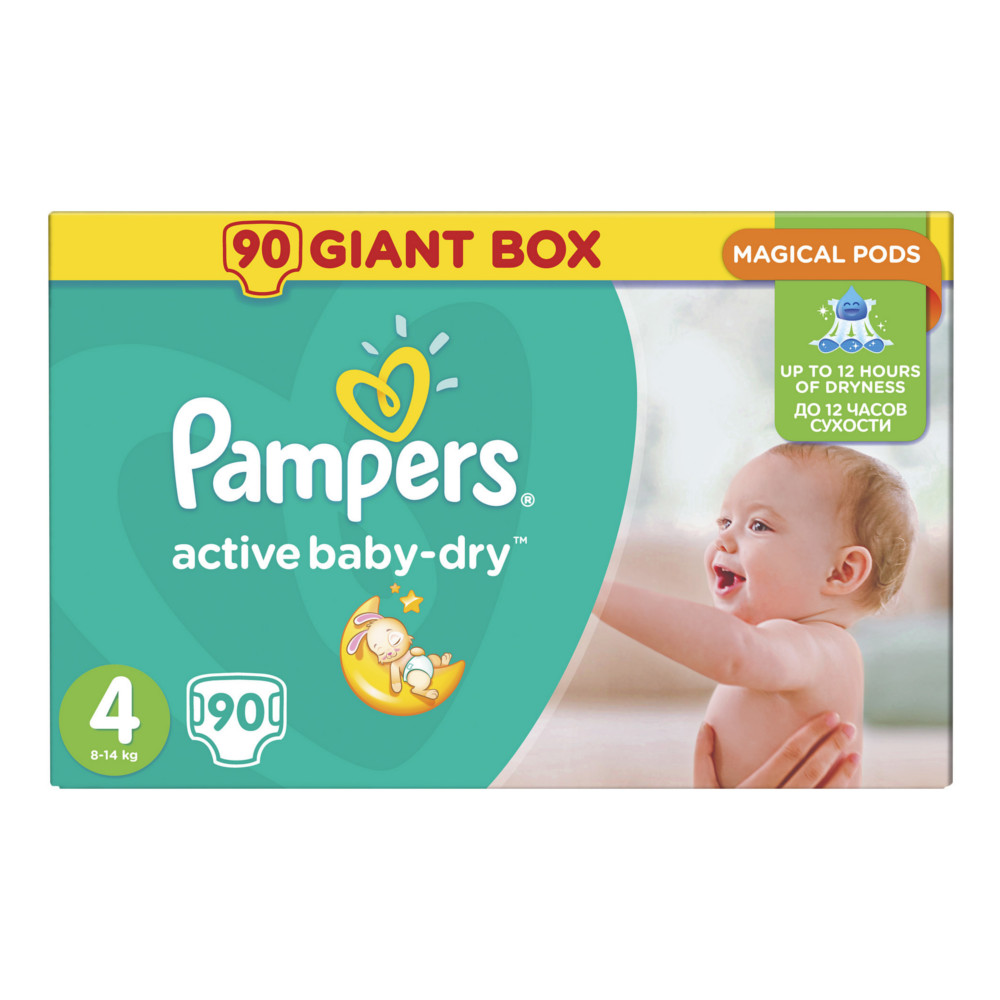 90 GIANT BOX
MAGICAL PODS
UP TO 12 HOURS
OF DRYNESS
ДО 12 ЧАСОВ
СУХОСТИ
Pampers®
active baby-dry™
4
8-14 kg
90